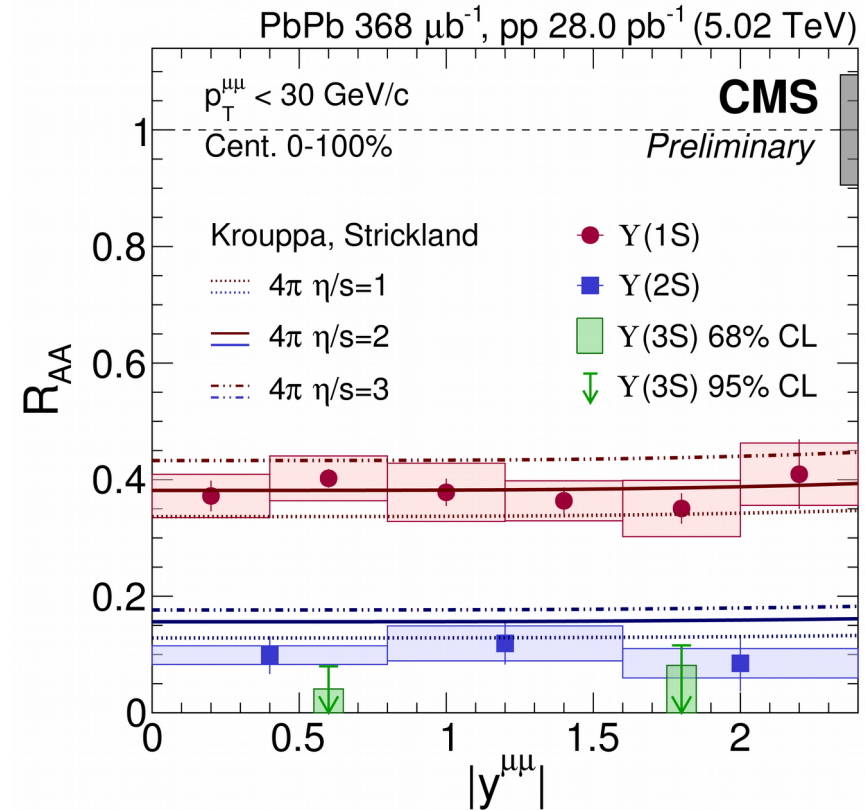 PbPb 368 μb⁻¹, pp 28.0 pb⁻¹ (5.02 TeV)
p_T^μμ < 30 GeV/c
CMS
Cent. 0-100%
Preliminary
Krouppa, Strickland
4π η/s=1
4π η/s=2
4π η/s=3
ϒ(1S)
ϒ(2S)
ϒ(3S) 68% CL
ϒ(3S) 95% CL
R_AA
1
0.8
0.6
0.4
0.2
0
0 0.5 1 1.5 2
|y^μμ|